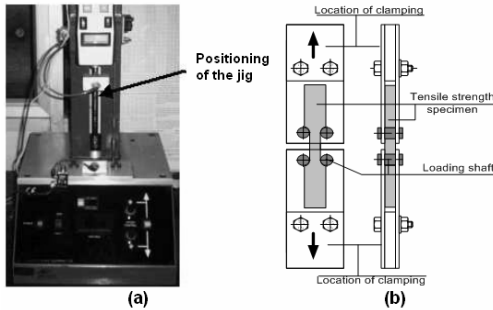 Positioning
of the jig
(a)
Location of clamping
Tensile strength
specimen
Loading shaft
Location of clamping
(b)